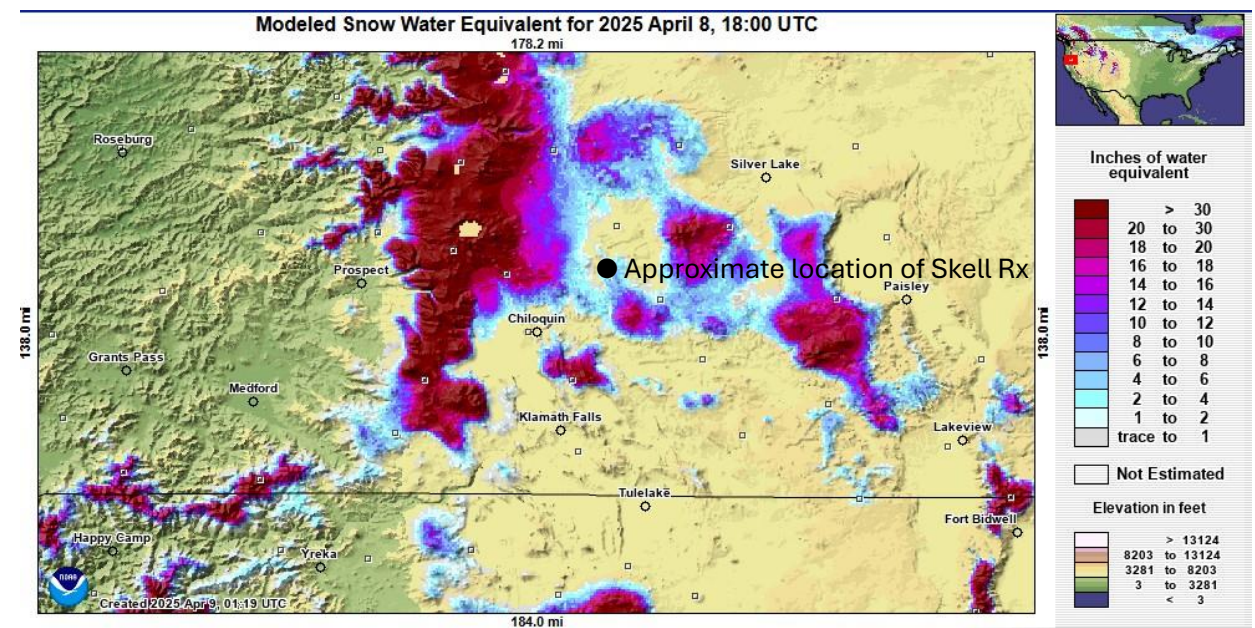 Modeled Snow Water Equivalent for 2025 April 8, 18:00 UTC
178.2 mi
Roseburg
Silver Lake
Approximate location of Skell Rx
Prospect
Paisley
Chiloquin
138.0 mi
138.0 mi
Grants Pass
Medford
Klamath Falls
Lakeview
Tulelake
Fort Bidwell
Happy Camp
Yreka
NOAA
Created 2025 Apr 9, 01:19 UTC
184.0 mi
Inches of water
equivalent
> 30
20 to 30
18 to 20
16 to 18
14 to 16
12 to 14
10 to 12
8 to 10
6 to 8
4 to 6
2 to 4
1 to 2
trace to 1
Not Estimated
Elevation in feet
> 13124
8203 to 13124
3281 to 8203
3 to 3281
< 3